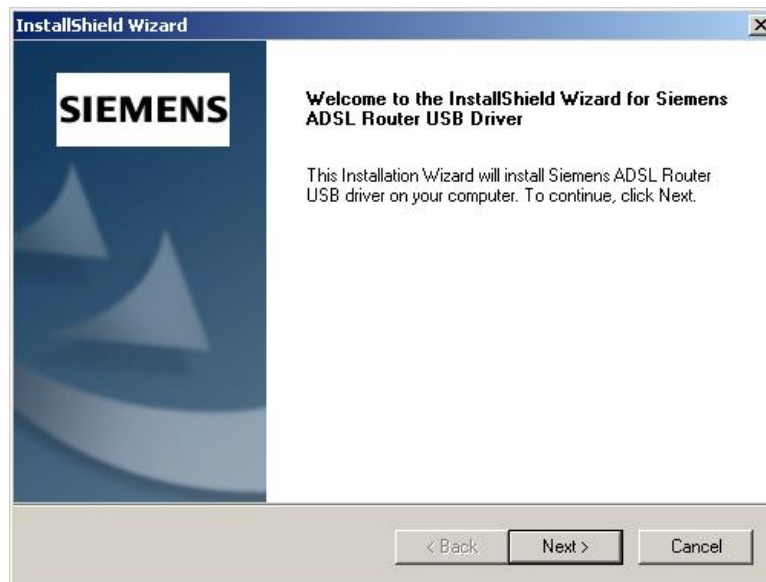 InstallShield Wizard
SIEMENS
Welcome to the InstallShield Wizard for Siemens
ADSL Router USB Driver
This Installation Wizard will install Siemens ADSL Router
USB driver on your computer. To continue, click Next.
< Back
Next >
Cancel